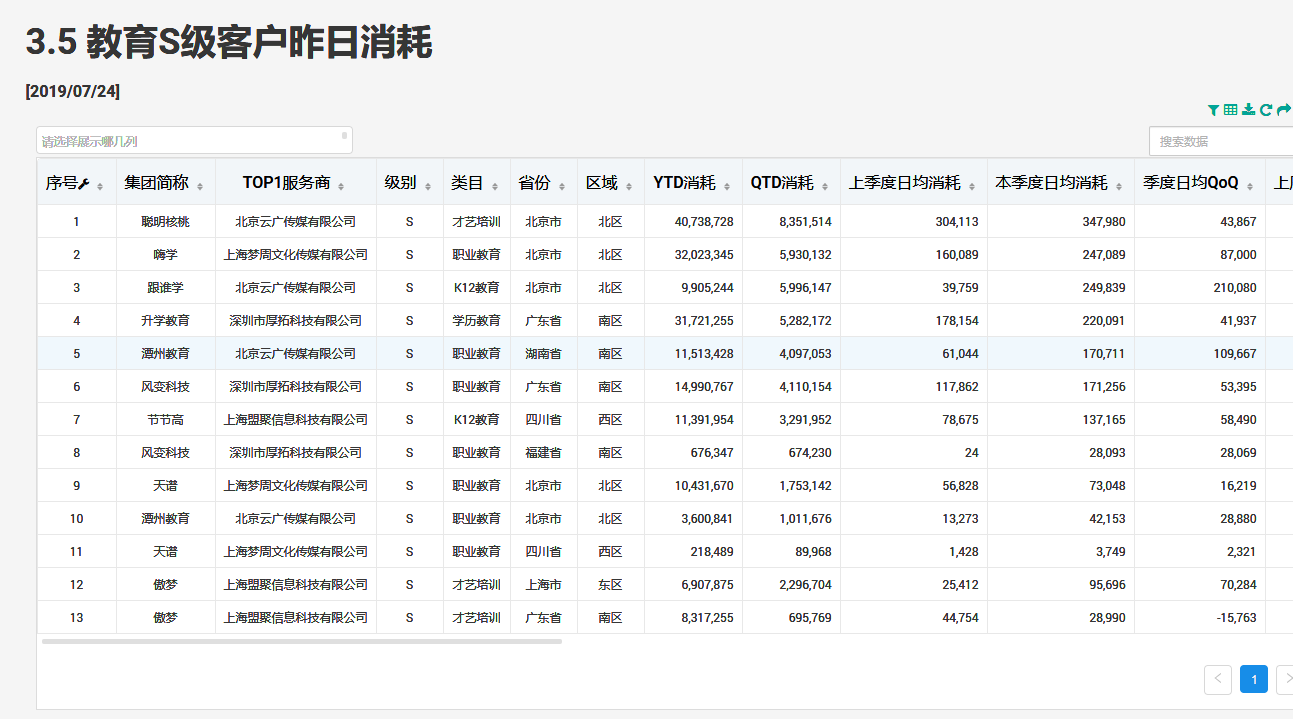 3.5 教育S级客户昨日消耗
[2019/07/24]
请选择展示哪几列
搜索数据
序号 集团简称 TOP1服务商 级别 类目 省份 区域 YTD消耗 QTD消耗 上季度日均消耗 本季度日均消耗 季度日均QoQ
1 聪明核桃 北京云广传媒有限公司 S 才艺培训 北京市 北区 40,738,728 8,351,514 304,113 347,980 43,867
2 嗨学 上海梦周文化传媒有限公司 S 职业教育 北京市 北区 32,023,345 5,930,132 160,089 247,089 87,000
3 跟谁学 北京云广传媒有限公司 S K12教育 北京市 北区 9,905,244 5,996,147 39,759 249,839 210,080
4 升学教育 深圳市厚拓科技有限公司 S 学历教育 广东省 南区 31,721,255 5,282,172 178,154 220,091 41,937
5 潭州教育 北京云广传媒有限公司 S 职业教育 湖南省 南区 11,513,428 4,097,053 61,044 170,711 109,667
6 风变科技 深圳市厚拓科技有限公司 S 职业教育 广东省 南区 14,990,767 4,110,154 117,862 171,256 53,395
7 节节高 上海盟聚信息科技有限公司 S K12教育 四川省 西区 11,391,954 3,291,952 78,675 137,165 58,490
8 风变科技 深圳市厚拓科技有限公司 S 职业教育 福建省 南区 676,347 674,230 24 28,093 28,069
9 天谱 上海梦周文化传媒有限公司 S 职业教育 北京市 北区 10,431,670 1,753,142 56,828 73,048 16,219
10 潭州教育 北京云广传媒有限公司 S 职业教育 北京市 北区 3,600,841 1,011,676 13,273 42,153 28,880
11 天谱 上海梦周文化传媒有限公司 S 职业教育 四川省 西区 218,489 89,968 1,428 3,749 2,321
12 傲梦 上海盟聚信息科技有限公司 S 才艺培训 上海市 东区 6,907,875 2,296,704 25,412 95,696 70,284
13 傲梦 上海盟聚信息科技有限公司 S 才艺培训 广东省 南区 8,317,255 695,769 44,754 28,990 -15,763
1